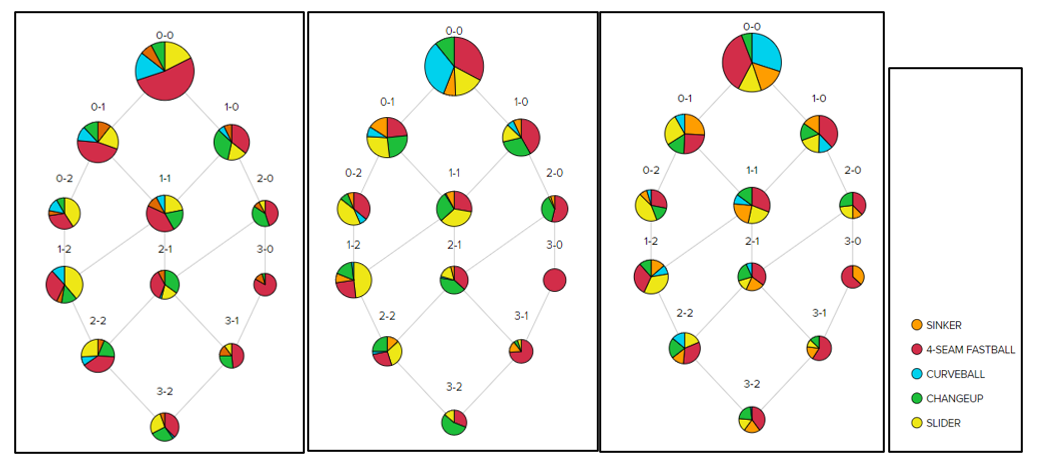 0-0
0-1 1-0
0-2 1-1 2-0
1-2 2-1 3-0
2-2 3-1
3-2
0-0
0-1 1-0
0-2 1-1 2-0
1-2 2-1 3-0
2-2 3-1
3-2
0-0
0-1 1-0
0-2 1-1 2-0
1-2 2-1 3-0
2-2 3-1
3-2
SINKER
4-SEAM FASTBALL
CURVEBALL
CHANGEUP
SLIDER